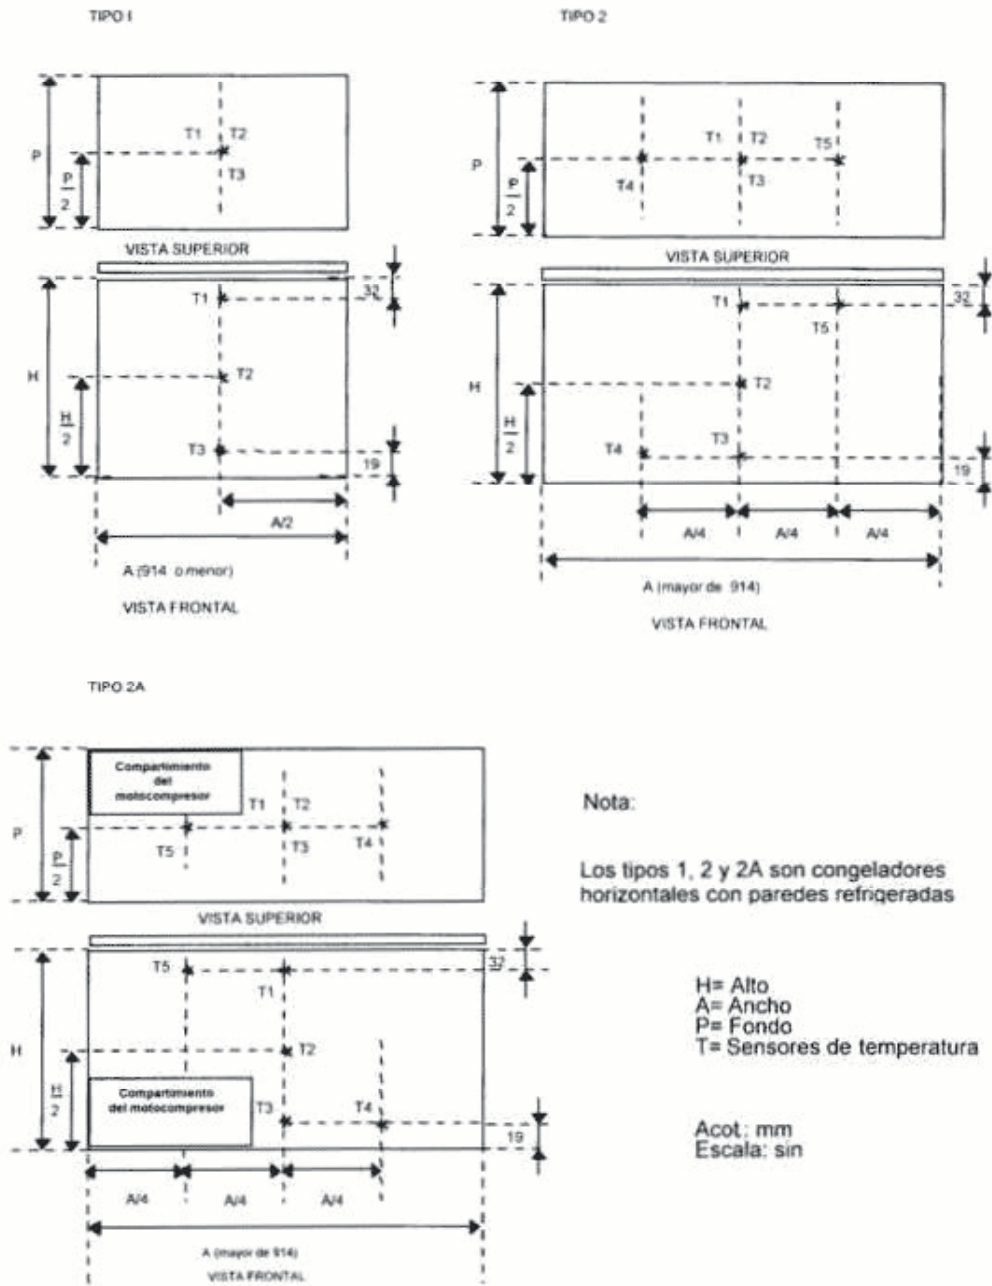 TIPO I
P
P
2
T1
T2
T3
VISTA SUPERIOR
32
T1
H
T2
H
2
T3
19
A/2
A (914 o menor)
VISTA FRONTAL
TIPO 2
P
P
2
T1
T2
T5
T4
T3
VISTA SUPERIOR
32
T1
T5
H
T2
H
2
T4
T3
19
A/4
A/4
A/4
A (mayor de 914)
VISTA FRONTAL
TIPO 2A
Compartimiento
del
motocompresor
P
P
2
T1
T2
T5
T3
T4
VISTA SUPERIOR
32
T5
T1
H
T2
H
2
Compartimiento
del motocompresor
T3
T4
19
A/4
A/4
A/4
A (mayor de 914)
VISTA FRONTAL
Nota:
Los tipos 1, 2 y 2A son congeladores
horizontales con paredes refrigeradas
H= Alto
A= Ancho
P= Fondo
T= Sensores de temperatura
Acot.: mm
Escala: sin